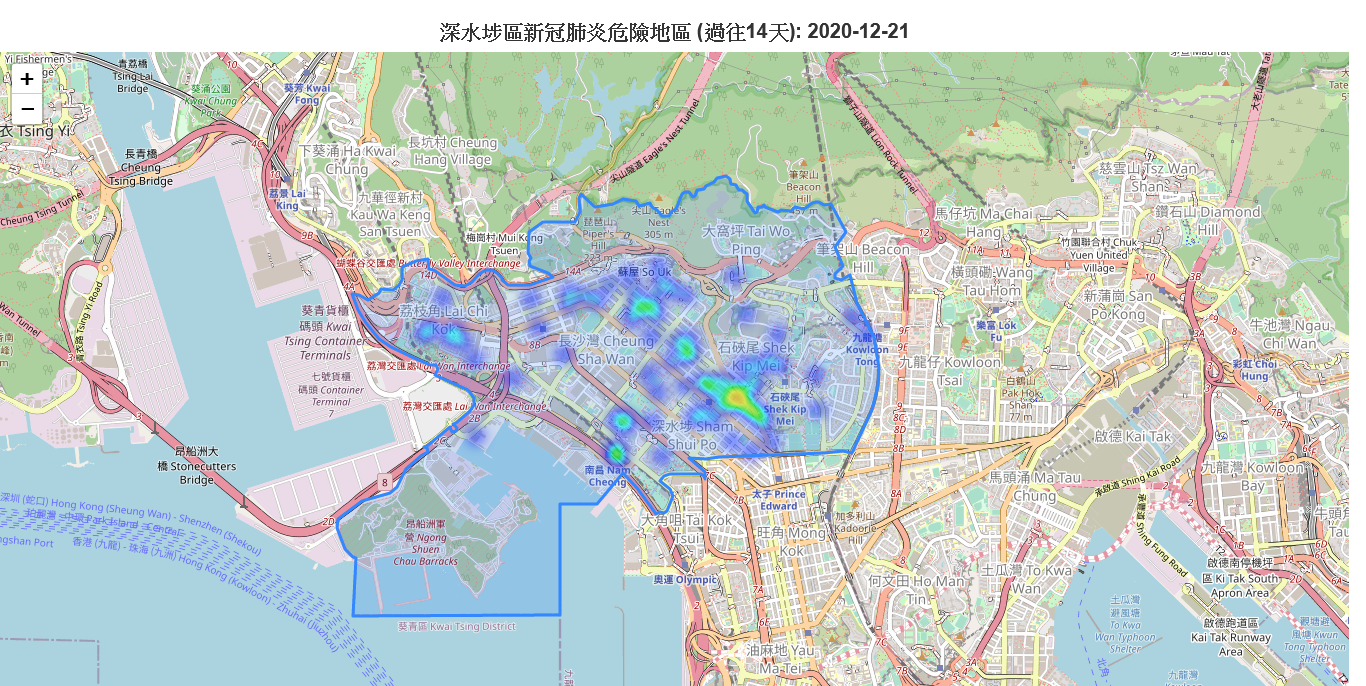 深水埗區新冠肺炎危險地區 (過往14天): 2020-12-21
+
−
Yi Fishermen's
青荔橋
Tsing Lai
Bridge
葵涌公園
Kwai Chung
Park
葵芳 Kwai
Fong
衣 Tsing Yi
長青橋
Cheung
Tsing Bridge
下葵涌 Ha Kwai
Chung
長坑村 Cheung
Hang Village
荔景 Lai
King
九華徑新村
Kau Wa Keng
San Tsuen
梅崗村 Mui Kong
Tsuen
尖山隧道 Eagle's Nest Tunnel
獅子山隧道 Lion Rock Tunnel
筆架山
Beacon
Hill
慈雲山 Tsz Wan
Shan
鑽石山 Diamond
Hill
馬仔坑 Ma Chai
Hang
竹園聯合村 Chuk
Yuen United
Village
琵琶山
Piper's
Hill
223 m
尖山 Eagle's
Nest
305 m
大窩坪 Tai Wo
Ping
筆架山 Beacon
Hill
橫頭磡 Wang
Tau Hom
新蒲崗 San
Po Kong
牛池灣 Ngau
Chi Wan
彩虹 Choi
Hung
蝴蝶谷交匯處 Butterfly Valley Interchange
蘇屋 So Uk
葵青貨櫃
碼頭 Kwai
Tsing Container
Terminals
七號貨櫃
碼頭 Container
Terminal
7
荔枝角 Lai Chi
Kok
長沙灣 Cheung
Sha Wan
石硤尾 Shek
Kip Mei
石硤尾
Shek Kip
Mei
九龍塘
Kowloon
Tong
樂富 Lok
Fu
九龍仔 Kowloon
Tsai
白鶴山
Pak Hok
Shan
77 m
荔灣交匯處 Lai Wan Interchange
荔灣交匯處 Lai Wan Interchange
深水埗 Sham
Shui Po
南昌 Nam
Cheong
昂船洲大
橋 Stonecutters
Bridge
太子 Prince
Edward
大角咀 Tai Kok
Tsui
旺角 Mong
Kok
加多利山
Kadoorie
Hill
啟德 Kai Tak
馬頭涌 Ma Tau
Chung
九龍灣 Kowloon
Bay
承啟道 Shing Kai Road
深圳 (蛇口) Hong Kong (Sheung Wan) - Shenzhen (Shekou)
珀麗灣 - 中環 Park Island - Central
香港 (九龍) - 珠海 (九洲) Hong Kong (Kowloon) - Zhuhai (Jiuzhou)
昂船洲軍
營 Ngong
Shuen
Chau Barracks
奧運 Olympic
何文田 Ho Man
Tin
土瓜灣 To Kwa
Wan
啟德南停機坪
區 Kai Tak South
Apron Area
土瓜灣
避風塘
To Kwa
Wan Typhoon
Shelter
啟德跑道區
Kai Tak Runway
Area
觀塘避
風塘 Kwun
Tong Typhoon
Shelter
葵青區 Kwai Tsing District
油麻地 Yau
Ma Tei